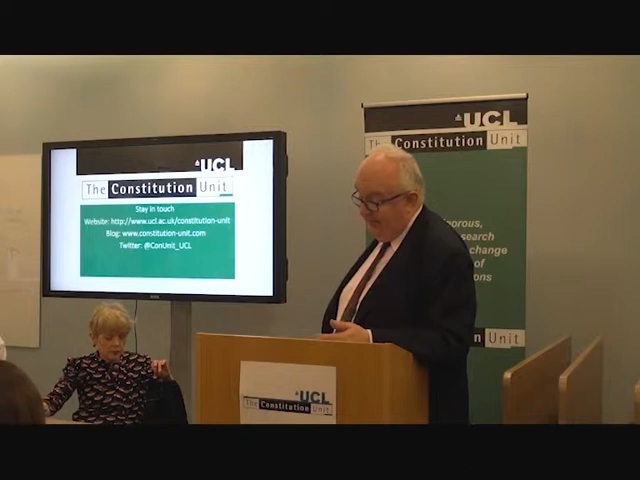 UCL
The Constitution Unit
Stay in touch
Website: http://www.ucl.ac.uk/constitution-unit
Blog: www.constitution-unit.com
Twitter: @ConUnit_UCL
UCL
The Constitution Unit
orous,
search
change
of
ons
Unit
UCL
The Constitution Unit